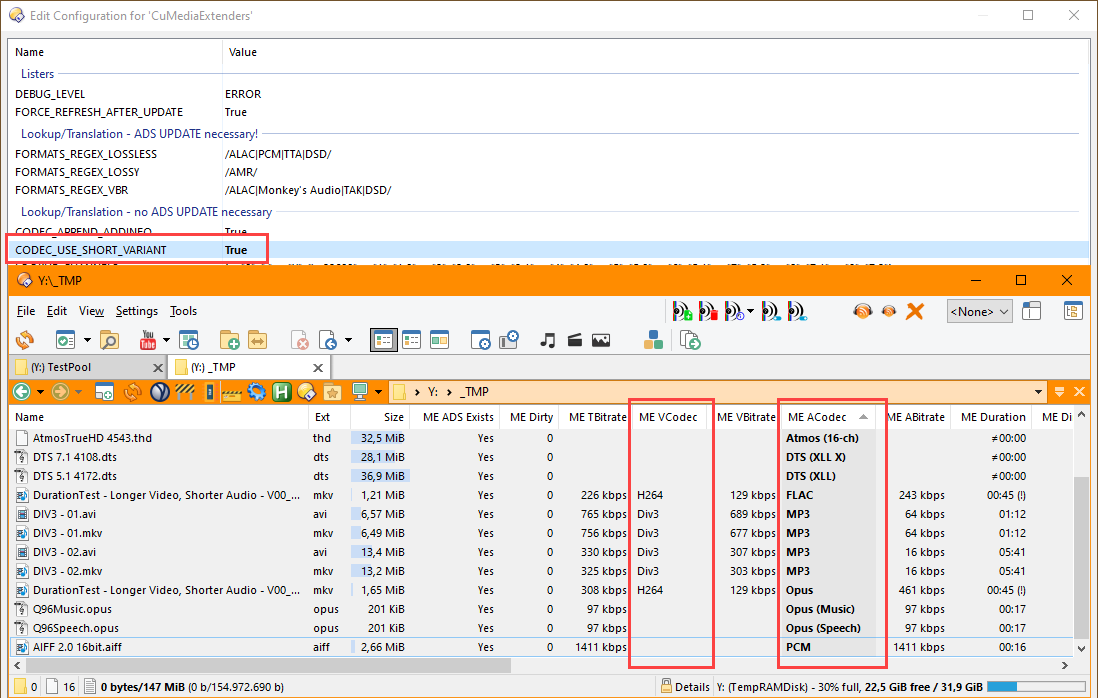 Edit Configuration for 'CuMediaExtenders'
Name Value
Listers
DEBUG_LEVEL ERROR
FORCE_REFRESH_AFTER_UPDATE True
Lookup/Translation - ADS UPDATE necessary!
FORMATS_REGEX_LOSSLESS /ALAC|PCM|TTA|DSD/
FORMATS_REGEX_LOSSY /AMR/
FORMATS_REGEX_VBR /ALAC|Monkey's Audio|TAK|DSD/
Lookup/Translation - no ADS UPDATE necessary
CODEC_APPEND_ADDINFO True
CODEC_USE_SHORT_VARIANT True
Y:\_TMP
File Edit View Settings Tools <None>
You Tube
(Y:) TestPool (Y:) _TMP
Y: _TMP
Name Ext Size ME ADS Exists ME Dirty ME TBitrate ME VCodec ME VBitrate ME ACodec ME ABitrate ME Duration ME Di
AtmosTrueHD 4543.thd thd 32,5 MiB Yes 0 Atmos (16-ch) ≠00:00
DTS 7.1 4108.dts dts 28,1 MiB Yes 0 DTS (XLL X) ≠00:00
DTS 5.1 4172.dts dts 36,9 MiB Yes 0 DTS (XLL) ≠00:00
DurationTest - Longer Video, Shorter Audio - V00_... mkv 1,21 MiB Yes 0 226 kbps H264 129 kbps FLAC 243 kbps 00:45 (!)
DIV3 - 01.avi avi 6,57 MiB Yes 0 765 kbps Div3 689 kbps MP3 64 kbps 01:12
DIV3 - 01.mkv mkv 6,49 MiB Yes 0 756 kbps Div3 677 kbps MP3 64 kbps 01:12
DIV3 - 02.avi avi 13,4 MiB Yes 0 330 kbps Div3 307 kbps MP3 16 kbps 05:41
DIV3 - 02.mkv mkv 13,2 MiB Yes 0 325 kbps Div3 303 kbps MP3 16 kbps 05:41
DurationTest - Longer Video, Shorter Audio - V00_... mkv 1,65 MiB Yes 0 308 kbps H264 129 kbps Opus 461 kbps 00:45 (!)
Q96Music.opus opus 201 KiB Yes 0 97 kbps Opus (Music) 97 kbps 00:17
Q96Speech.opus opus 201 KiB Yes 0 97 kbps Opus (Speech) 97 kbps 00:17
AIFF 2.0 16bit.aiff aiff 2,66 MiB Yes 0 1411 kbps PCM 1411 kbps 00:16
0 16 0 bytes/147 MiB (0 b/154.972.690 b) Details Y: (TempRAMDisk) - 30% full, 22,5 GiB free / 31,9 GiB